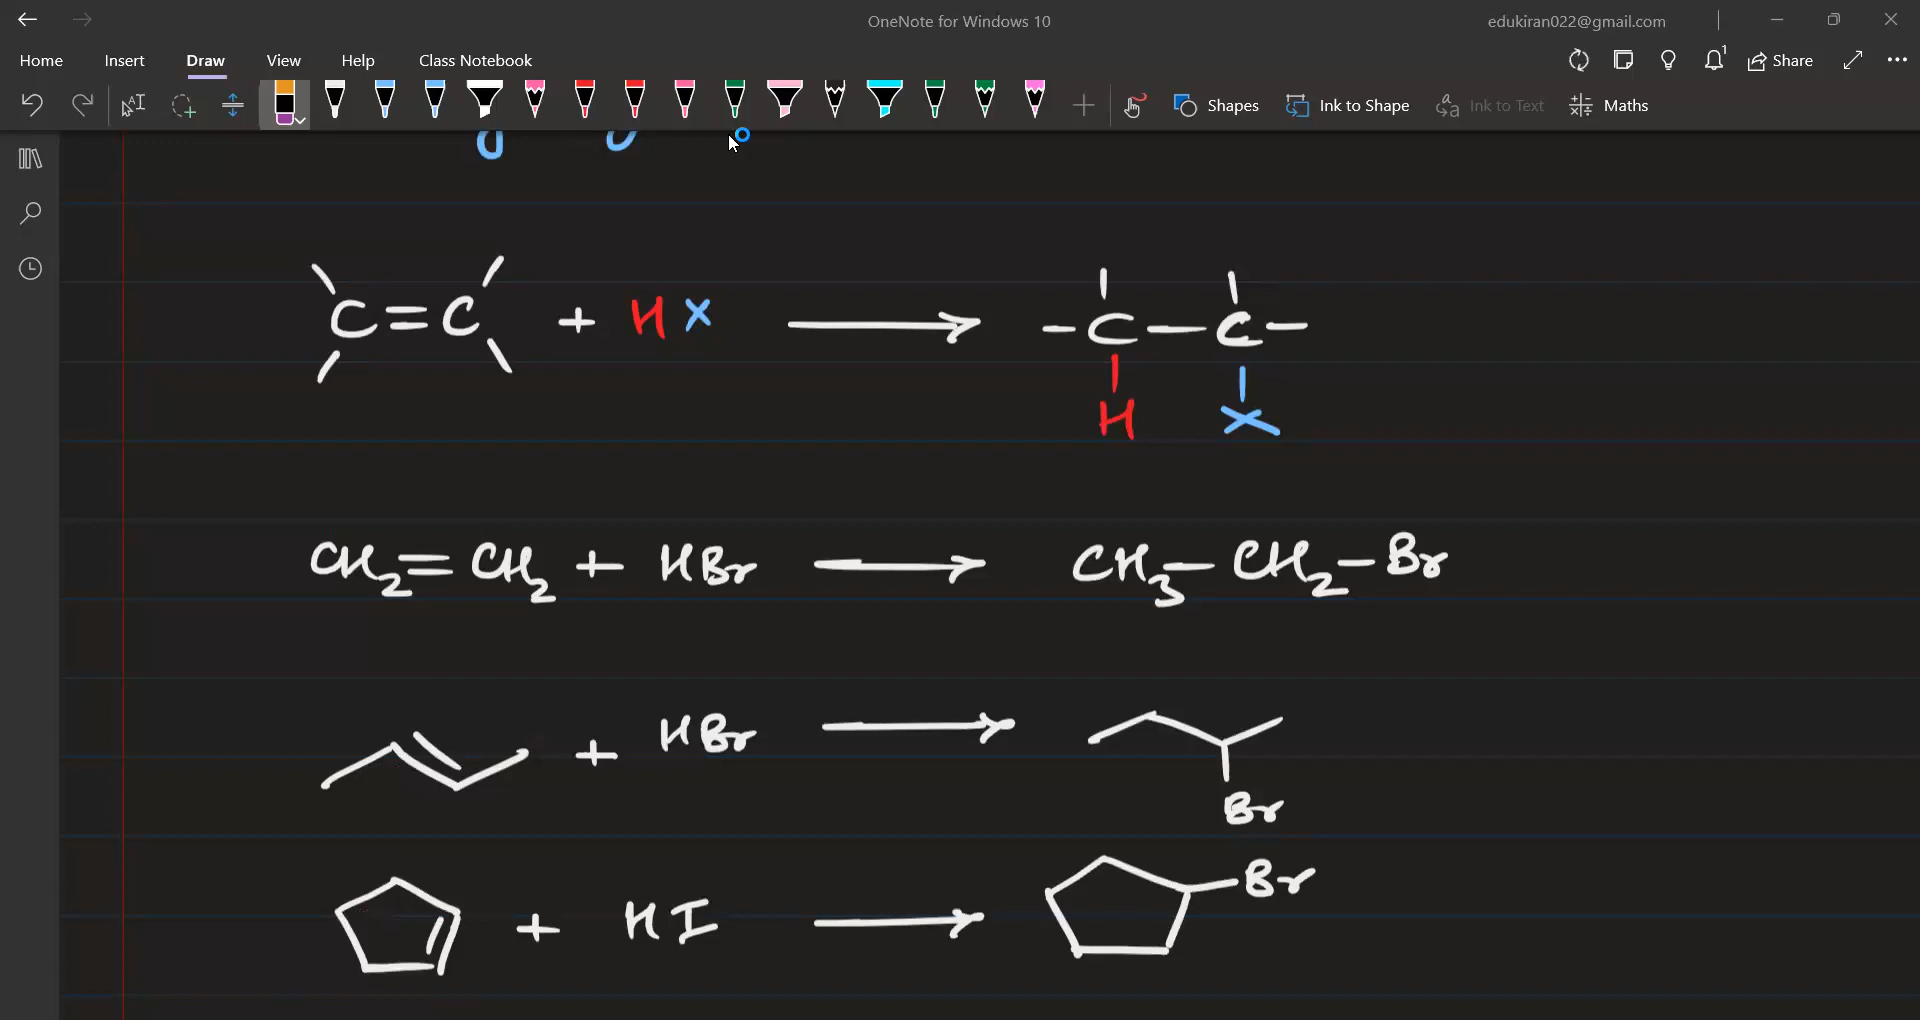 OneNote for Windows 10
edukiran022@gmail.com
Home Insert Draw View Help Class Notebook
1 Share
Shapes Ink to Shape Ink to Text Maths
C=C + HX → -C-C-
H X
CH₂=CH₂ + HBr → CH₃-CH₂-Br
+ HBr →
Br
+ HI → -Br